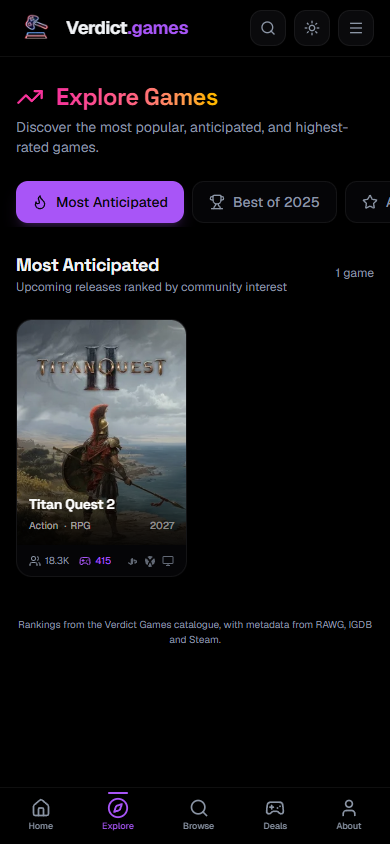 Verdict.games
Explore Games
Discover the most popular, anticipated, and highest-
rated games.
Most Anticipated
Best of 2025
A
Most Anticipated
1 game
Upcoming releases ranked by community interest
TITAN QUEST
II
Titan Quest 2
Action · RPG
2027
18.3K
415
Rankings from the Verdict Games catalogue, with metadata from RAWG, IGDB
and Steam.
Home
Explore
Browse
Deals
About